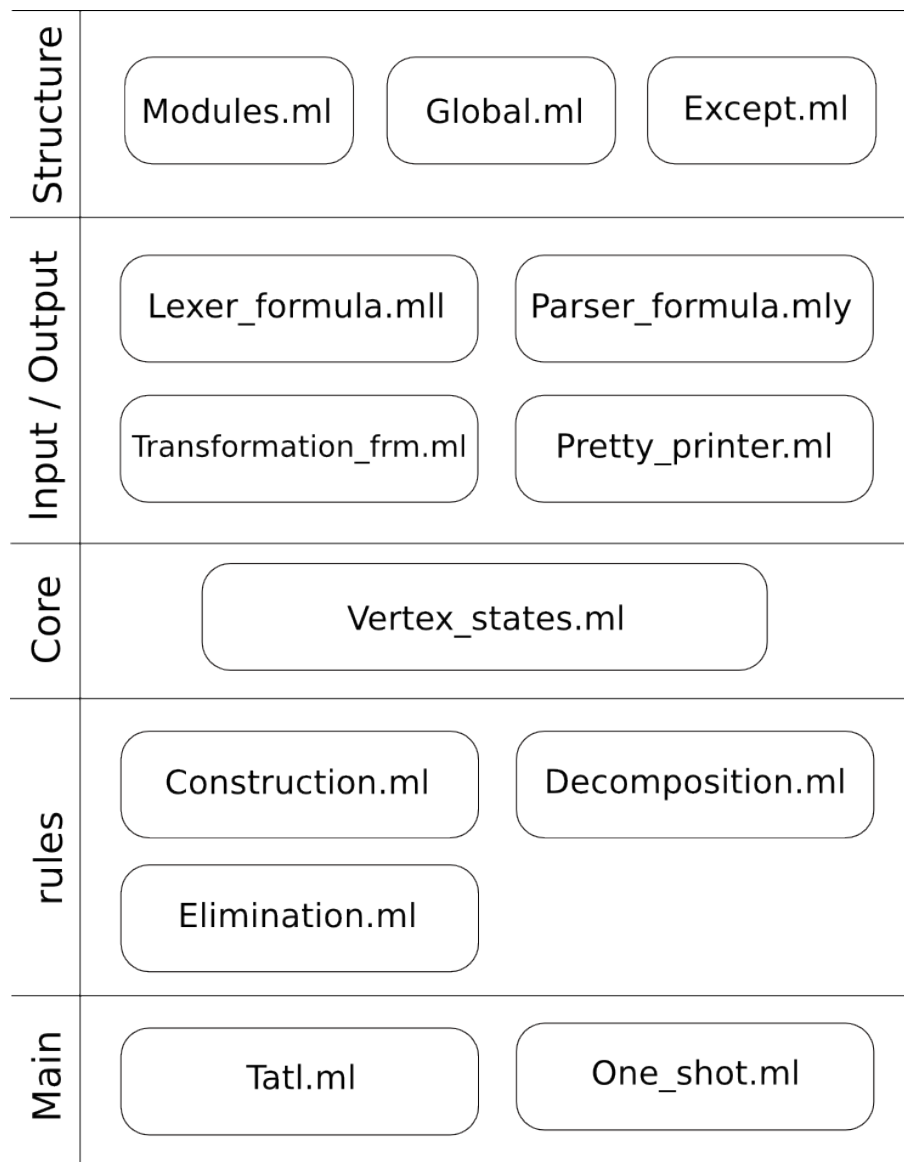 Structure
Modules.ml
Global.ml
Except.ml
Input / Output
Lexer_formula.mll
Parser_formula.mly
Transformation_frm.ml
Pretty_printer.ml
Core
Vertex_states.ml
rules
Construction.ml
Decomposition.ml
Elimination.ml
Main
Tatl.ml
One_shot.ml